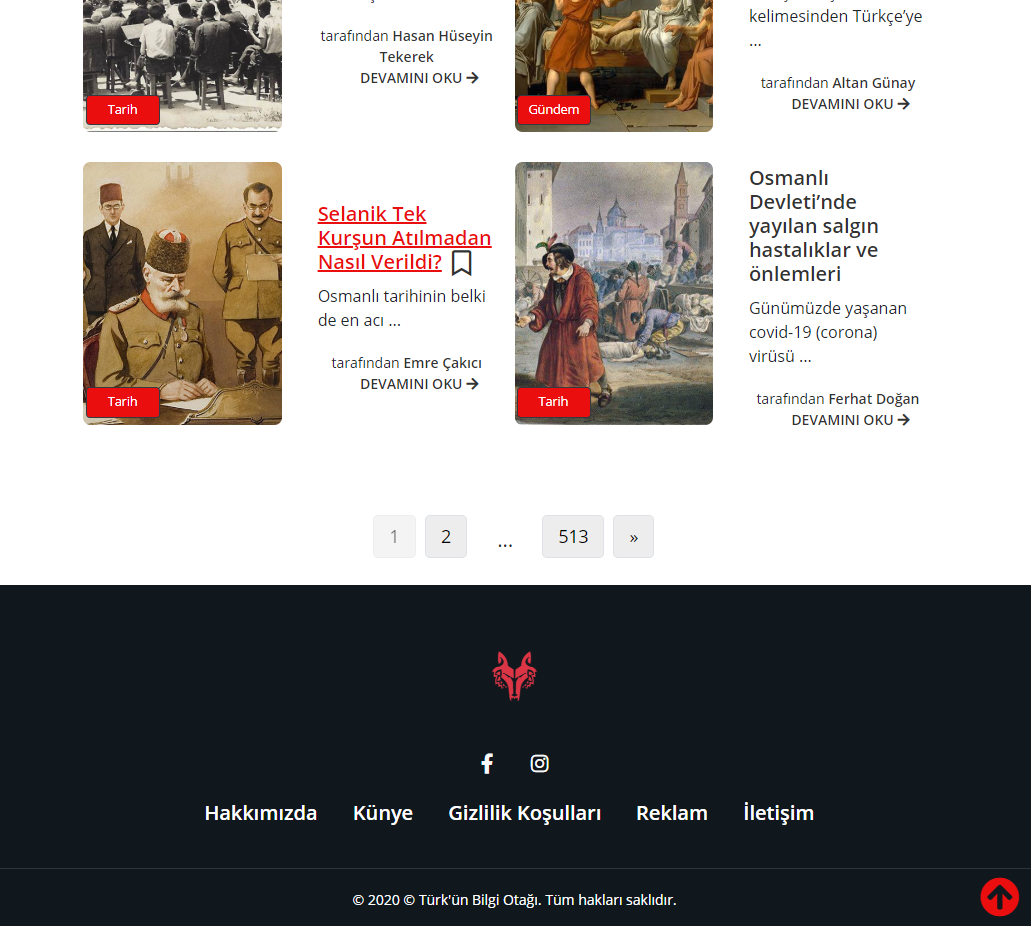 tarafından Hasan Hüseyin
Tekerek
DEVAMINI OKU
Tarih
kelimesinden Türkçe’ye
...
tarafından Altan Günay
DEVAMINI OKU
Gündem
Selanik Tek
Kurşun Atılmadan
Nasıl Verildi?
Osmanlı tarihinin belki
de en acı ...
tarafından Emre Çakıcı
DEVAMINI OKU
Tarih
Osmanlı
Devleti’nde
yayılan salgın
hastalıklar ve
önlemleri
Günümüzde yaşanan
covid-19 (corona)
virüsü ...
tarafından Ferhat Doğan
DEVAMINI OKU
Tarih
1 2 ... 513 »
Hakkımızda Künye Gizlilik Koşulları Reklam İletişim
© 2020 © Türk'ün Bilgi Otağı. Tüm hakları saklıdır.